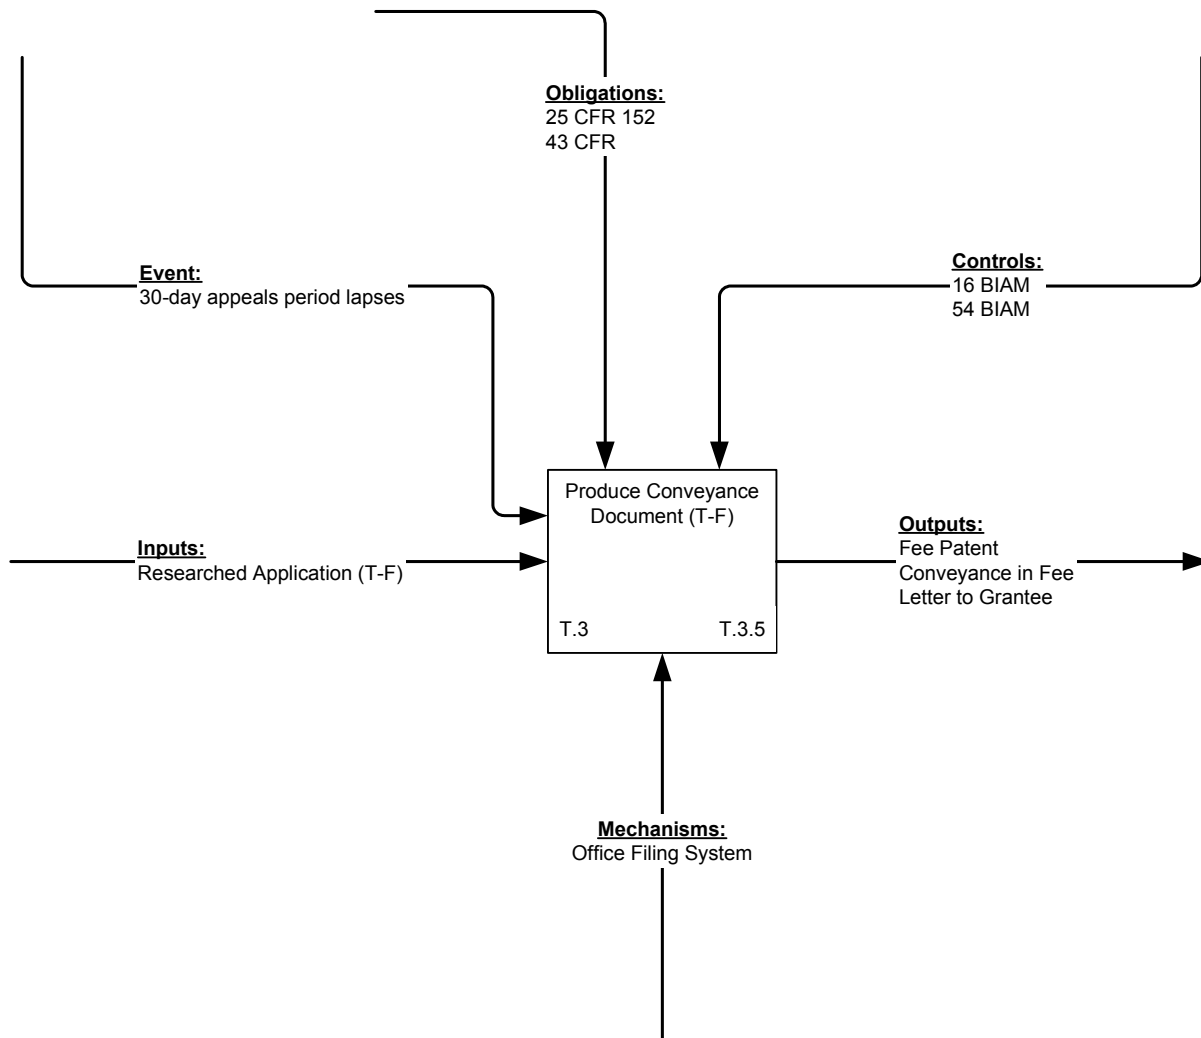 Obligations:
25 CFR 152
43 CFR
Event:
30-day appeals period lapses
Controls:
16 BIAM
54 BIAM
Produce Conveyance
Document (T-F)
T.3 T.3.5
Inputs:
Researched Application (T-F)
Outputs:
Fee Patent
Conveyance in Fee
Letter to Grantee
Mechanisms:
Office Filing System